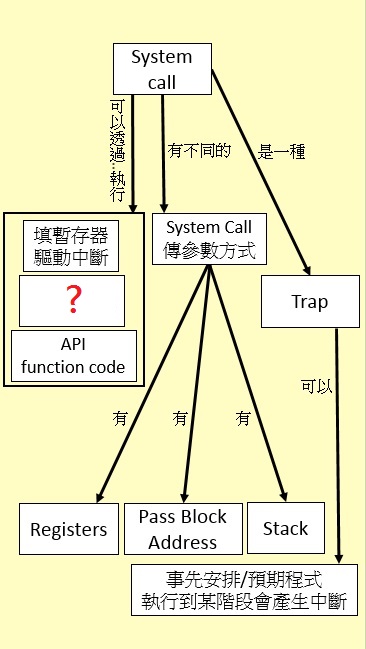 System
call
可以透過…執行
有不同的
是一種
填暫存器
驅動中斷
?
API
function code
System Call
傳參數方式
Trap
可以
有
有
有
Registers
Pass Block
Address
Stack
事先安排/預期程式
執行到某階段會產生中斷